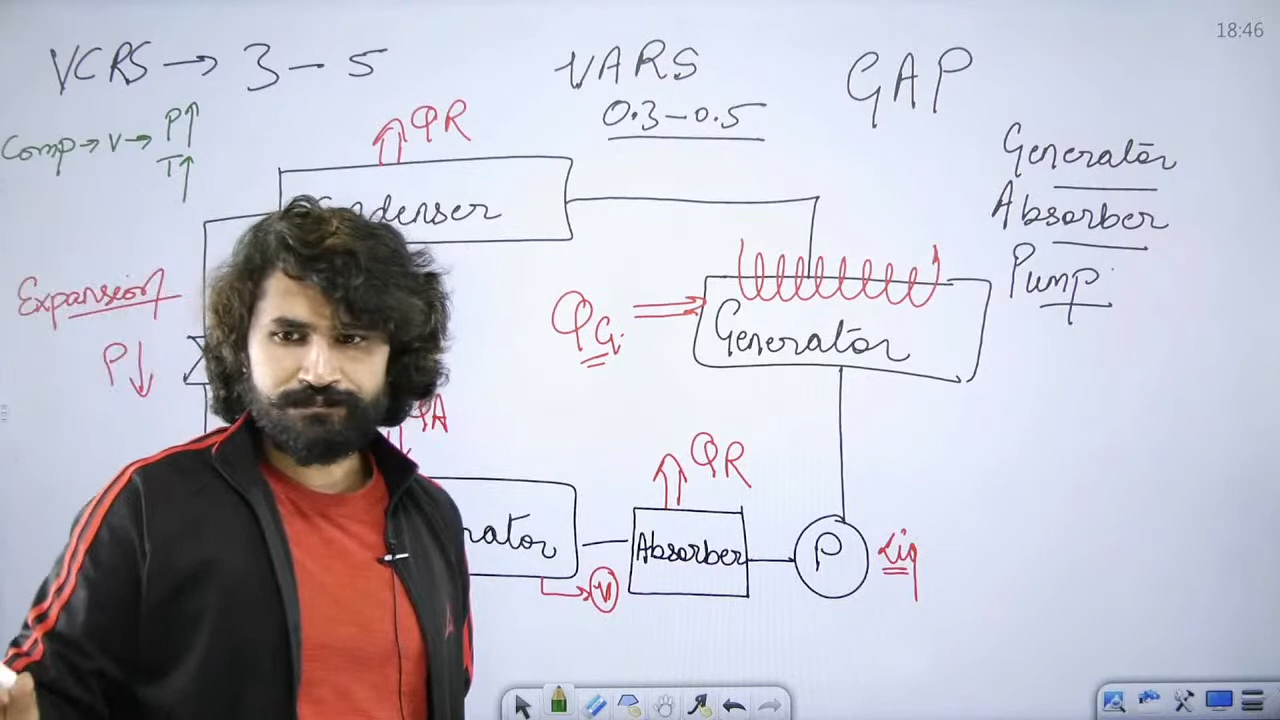 18:46
VCRS → 3 – 5
VARS
0.3 – 0.5
GAP
Comp → V → P↑
T↑
Generator
Absorber
Pump
QR
Condenser
Expansion
P↓
QG
Generator
QA
QR
Absorber
P
Liq
V